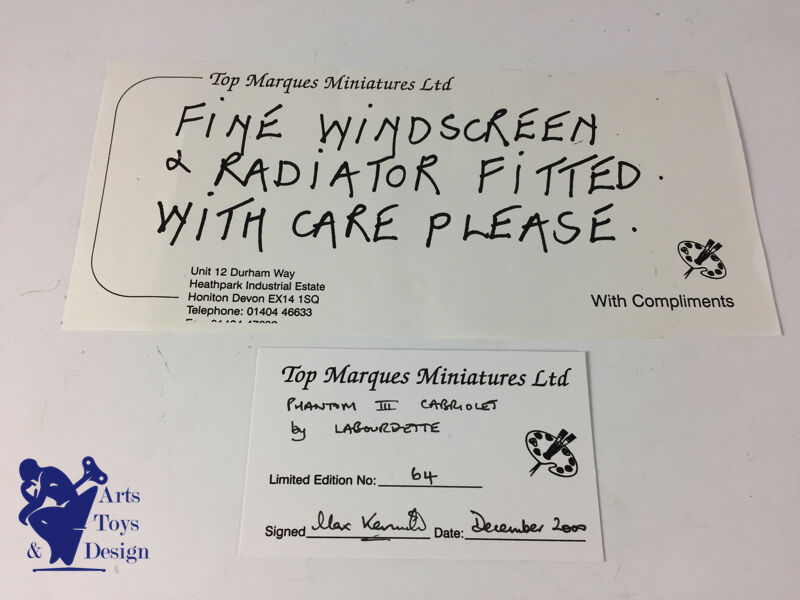 Top Marques Miniatures Ltd
FINE WINDSCREEN
& RADIATOR FITTED.
WITH CARE PLEASE.
Unit 12 Durham Way
Heathpark Industrial Estate
Honiton Devon EX14 1SQ
Telephone: 01404 46633
With Compliments
Top Marques Miniatures Ltd
PHANTOM III CABRIOLET
by LABOURDETTE
Limited Edition No: 64
Signed Max Date: December 2000
Arts
Toys
& Design